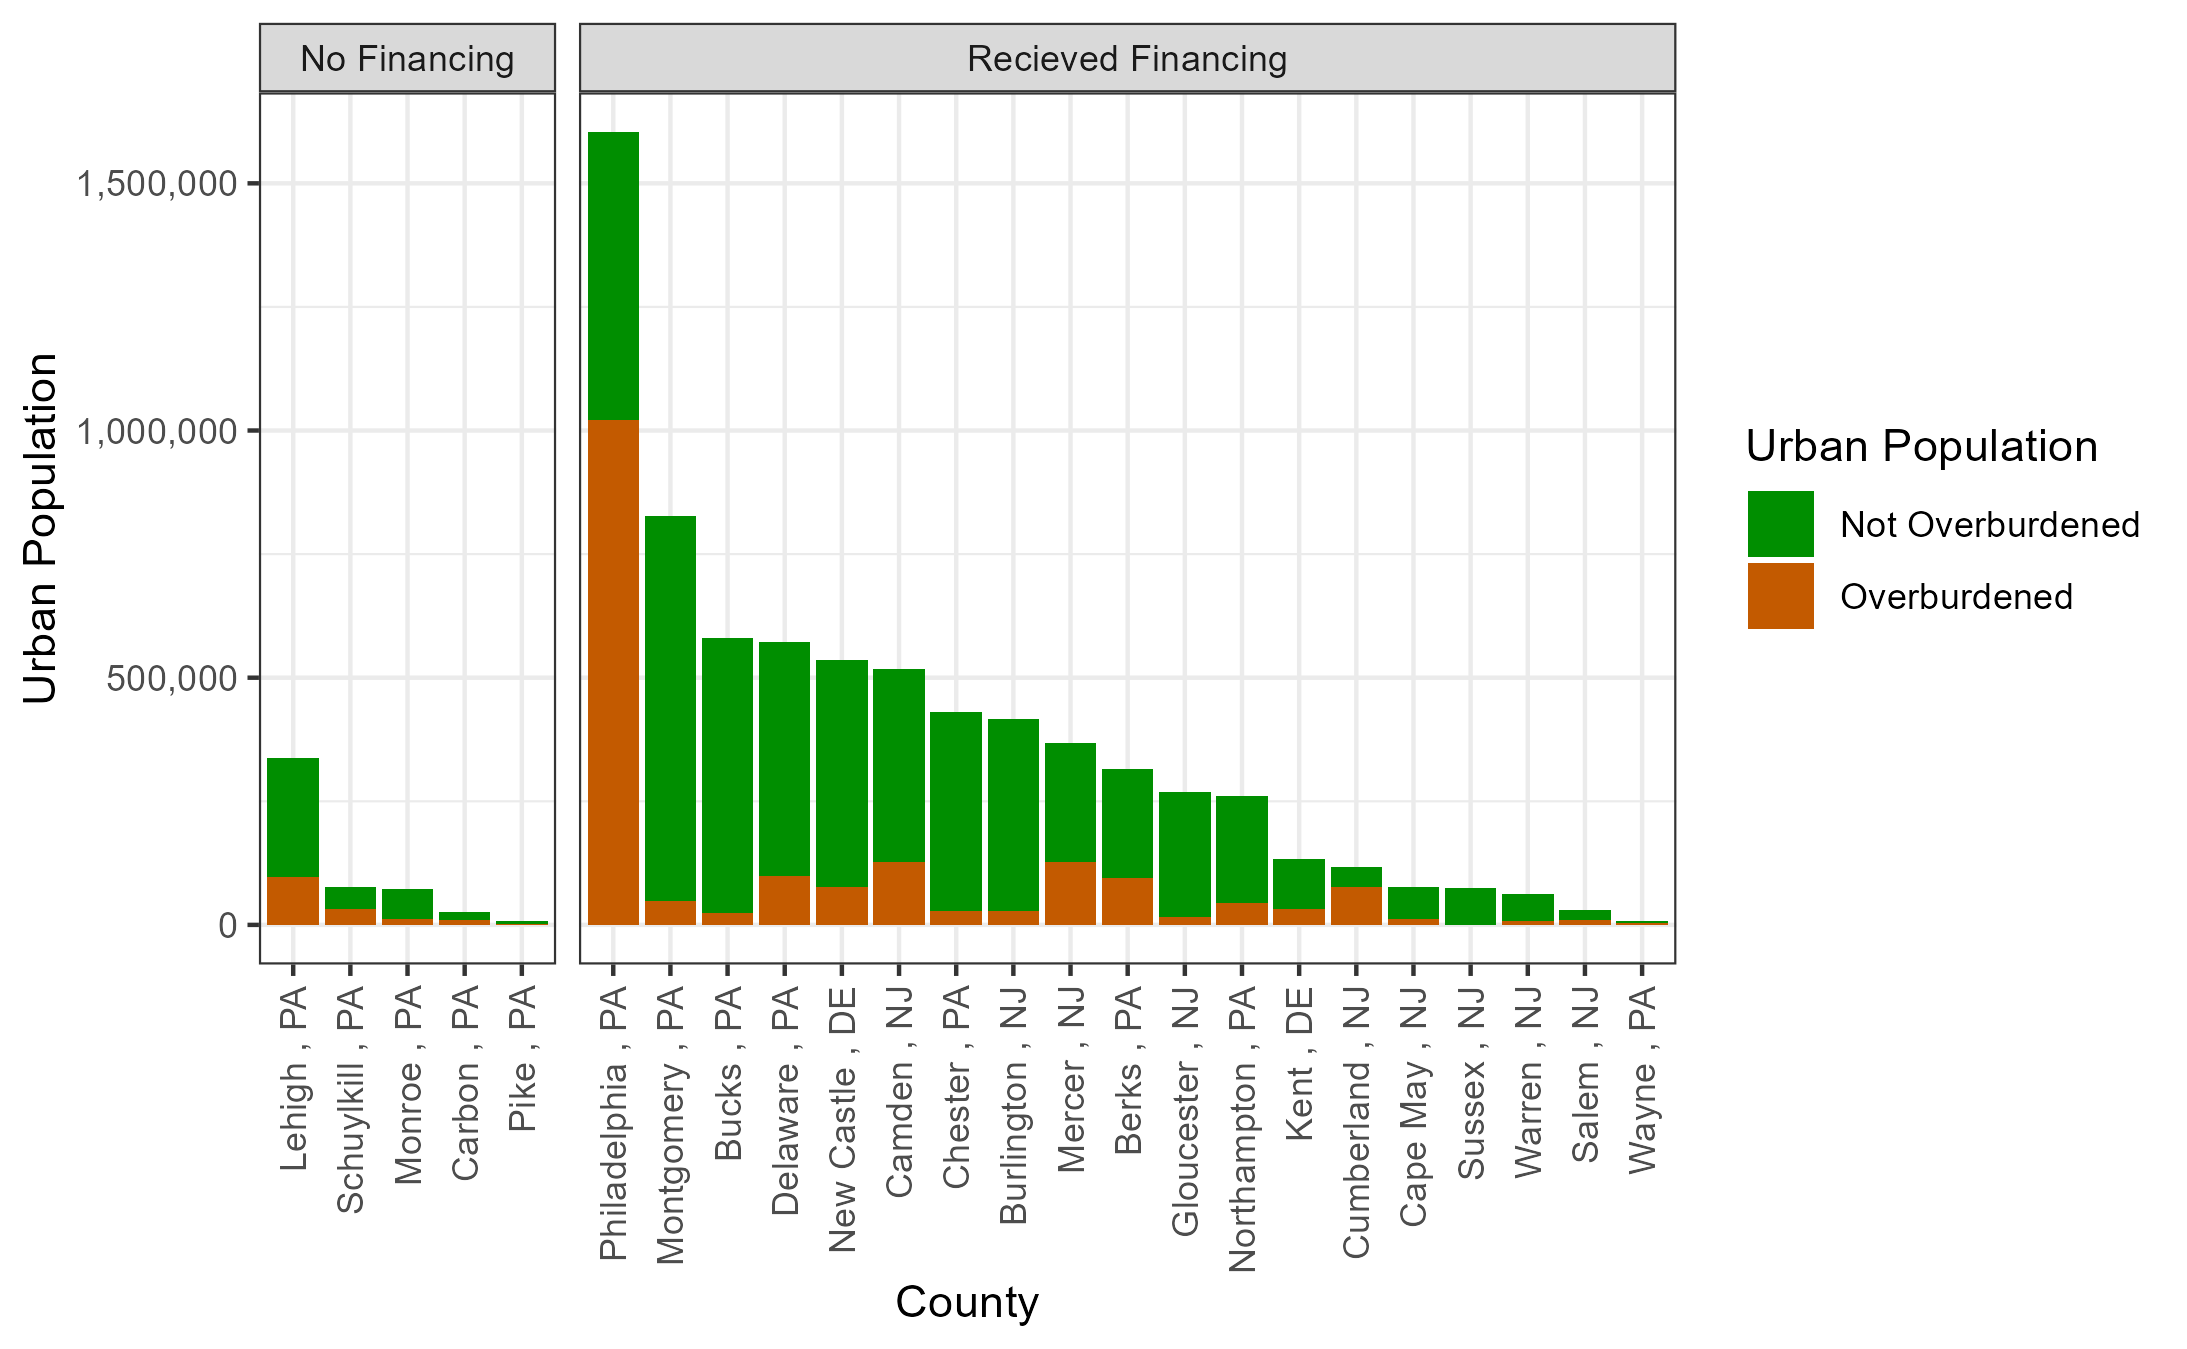 No Financing
Recieved Financing
Urban Population
1,500,000
1,000,000
500,000
0
Lehigh , PA
Schuylkill , PA
Monroe , PA
Carbon , PA
Pike , PA
Philadelphia , PA
Montgomery , PA
Bucks , PA
Delaware , PA
New Castle , DE
Camden , NJ
Chester , PA
Burlington , NJ
Mercer , NJ
Berks , PA
Gloucester , NJ
Northampton , PA
Kent , DE
Cumberland , NJ
Cape May , NJ
Sussex , NJ
Warren , NJ
Salem , NJ
Wayne , PA
County
Urban Population
Not Overburdened
Overburdened